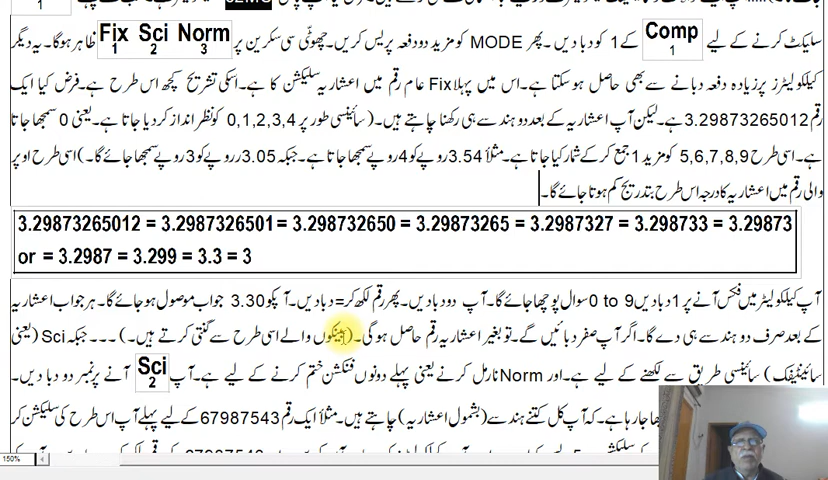 سلیکٹ کرنے کے لیے Comp 1 کے 1 کو دبا دیں ۔ پھر MODE کو مزید دو دفعہ پریس کریں۔ چھوٹی سی سکرین پر Fix 1 Sci 2 Norm 3 ظاہر ہوگا۔ یہ دیگر
کیلکولیٹرز پر زیادہ دفعہ دبانے سے بھی حاصل ہو سکتا ہے۔ اس میں پہلا Fix عام رقم میں اعشاریہ سلیکشن کا ہے۔ اسکی تشریح کچھ اس طرح ہے۔ فرض کیا ایک
رقم 3.29873265012 ہے۔ لیکن آپ اعشاریہ کے بعد دو ہندسے ہی رکھنا چاہتے ہیں۔ (سائینسی طور پر 0,1,2,3,4 کو نظر انداز کر دیا جاتا ہے۔ یعنی 0 سمجھا جاتا
ہے۔ اسی طرح 5,6,7,8,9 کو مزید 1 جمع کر کے شمار کیا جاتا ہے۔ مثلاً 3.54 روپے کو 4 روپے سمجھا جاتا ہے۔ جبکہ 3.05 روپے کو 3 روپے سمجھا جائے گا۔) اسی طرح اوپر
والی رقم میں اعشاریہ کا درجہ اس طرح بتدریج کم ہوتا جائے گا۔
3.29873265012 = 3.2987326501 = 3.298732650 = 3.29873265 = 3.2987327 = 3.298733 = 3.29873
or = 3.2987 = 3.299 = 3.3 = 3
آپ کیلکولیٹر میں فکس آنے پر 1 دبا دیں 0 to 9 سوال پوچھا جائے گا۔ آپ دو دبا دیں۔ پھر رقم لکھ کر = دبا دیں۔ آپکو 3.30 جواب موصول ہو جائے گا۔ ہر جواب اعشاریہ
کے بعد صرف دو ہندسے ہی دے گا۔ اگر آپ صفر دبائیں گے۔ تو بغیر اعشاریہ رقم حاصل ہو گی۔ (بینکوں والے اسی طرح سے گنتی کرتے ہیں۔) ۔۔۔ جبکہ Sci (یعنی
سائینٹیفک) سائینسی طریق سے لکھنے کے لیے ہے۔ اور Norm نارمل کرنے یعنی پہلے دونوں فنکشن ختم کرنے کے لیے ہے۔ آپ Sci 2 آنے پر نمبر دو دبا دیں۔
جا رہا ہے۔ کہ آپ کل کتنے ہندسے (بشمول اعشاریہ) چاہتے ہیں۔ مثلاً ایک رقم 67987543 کے لیے پہلے آپ اس طرح کی سلیکشن کر
150%